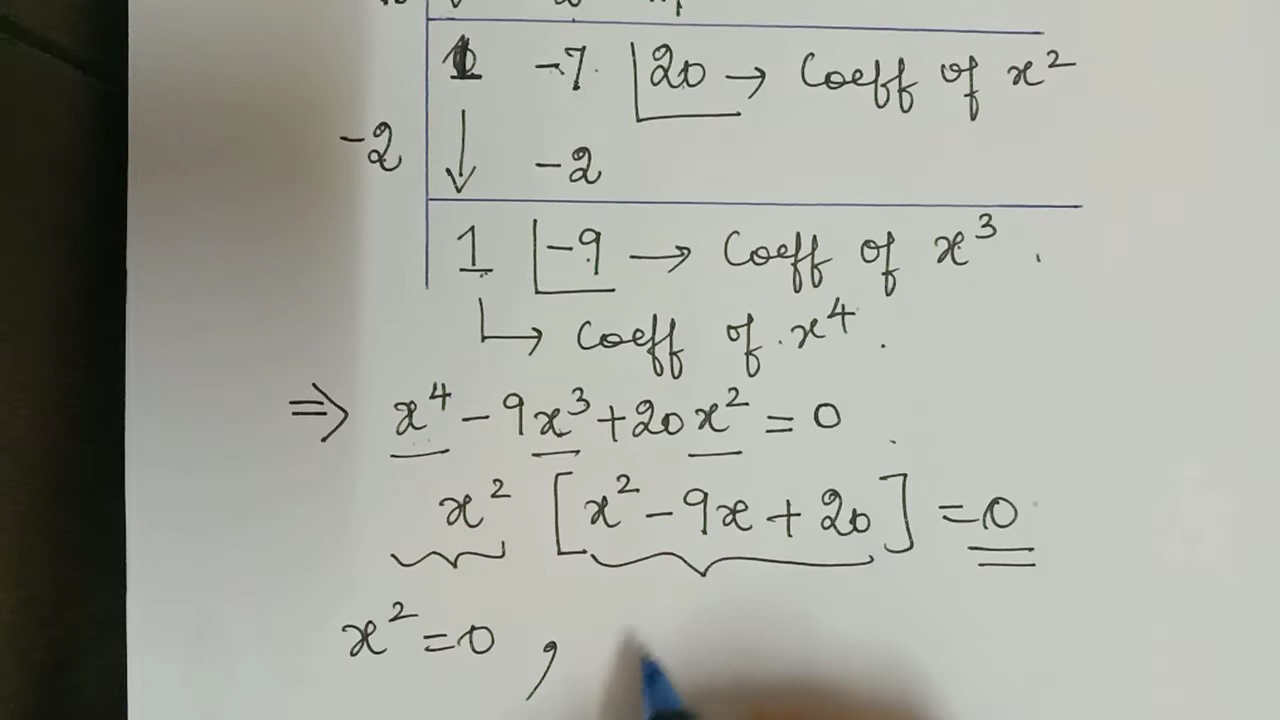 1 -7 20 → Coeff of x²
-2 ↓ -2
1 -9 → Coeff of x³.
↳ Coeff of x⁴.
⇒ x⁴ - 9x³ + 20x² = 0
x² [x² - 9x + 20] = 0
x² = 0 ,